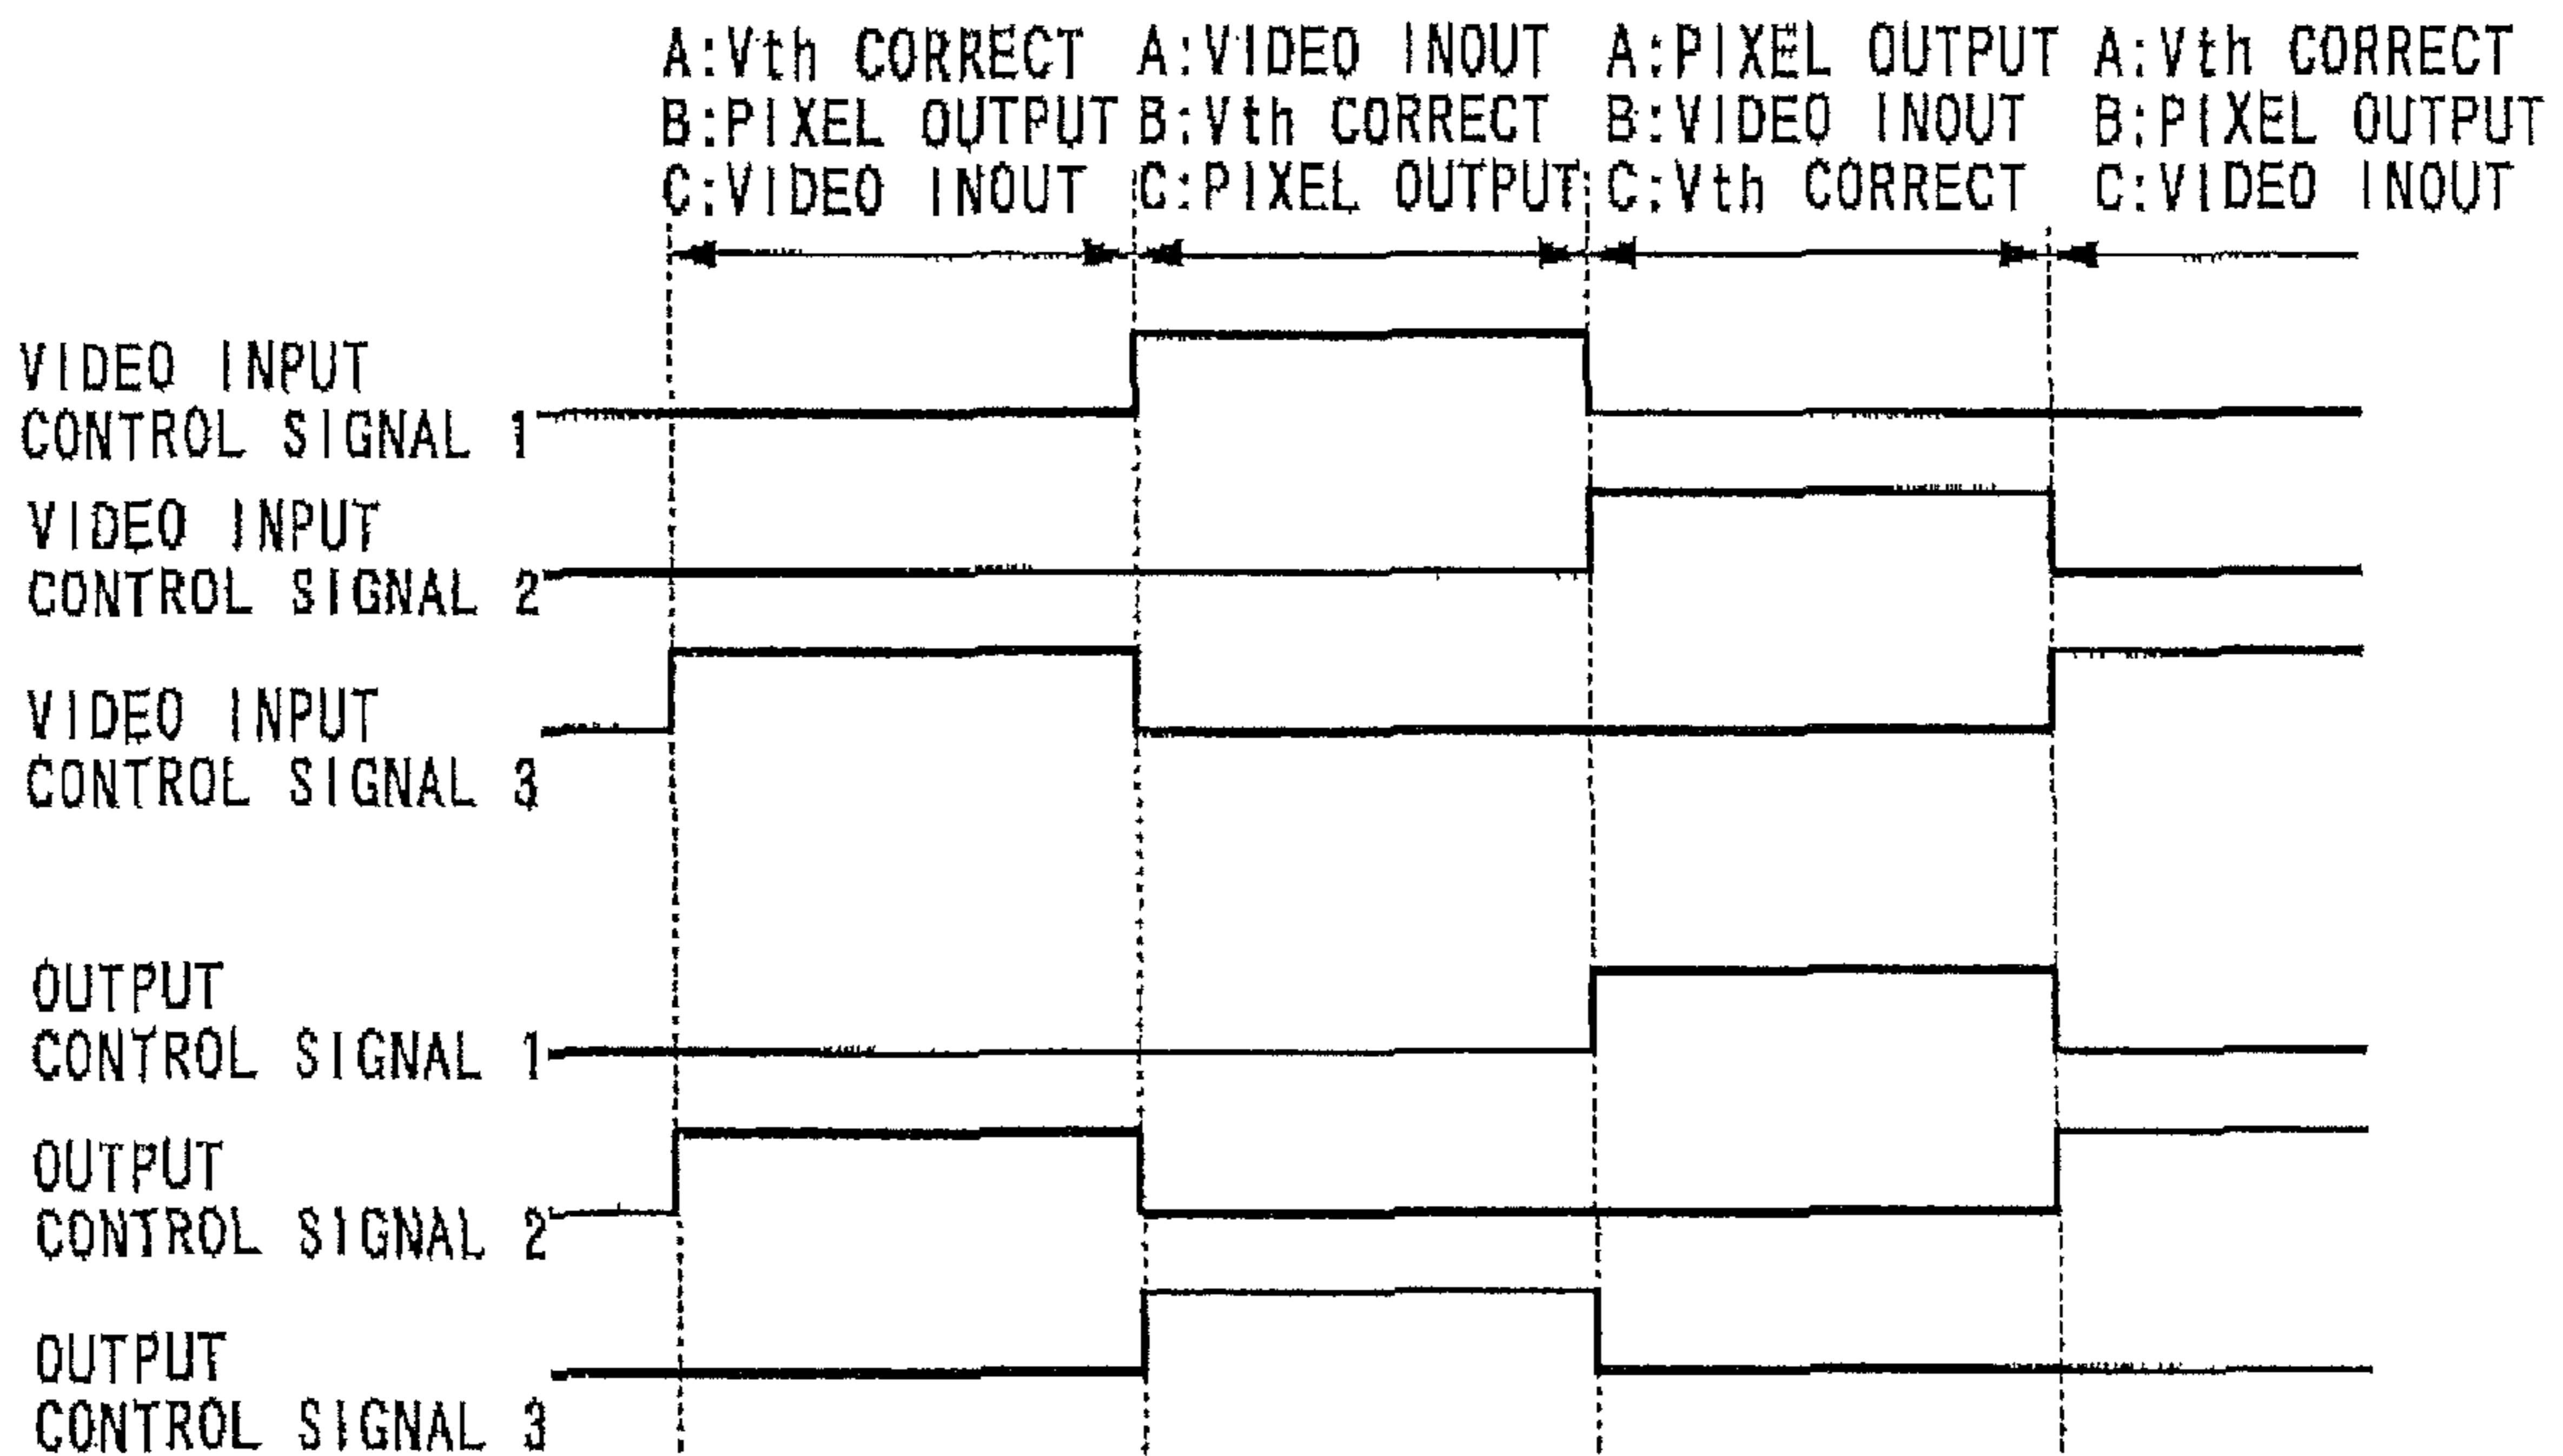 A:Vth CORRECT A:VIDEO INOUT A:PIXEL OUTPUT A:Vth CORRECT
B:PIXEL OUTPUT B:Vth CORRECT B:VIDEO INOUT B:PIXEL OUTPUT
C:VIDEO INOUT C:PIXEL OUTPUT C:Vth CORRECT C:VIDEO INOUT
VIDEO INPUT
CONTROL SIGNAL 1
VIDEO INPUT
CONTROL SIGNAL 2
VIDEO INPUT
CONTROL SIGNAL 3
OUTPUT
CONTROL SIGNAL 1
OUTPUT
CONTROL SIGNAL 2
OUTPUT
CONTROL SIGNAL 3